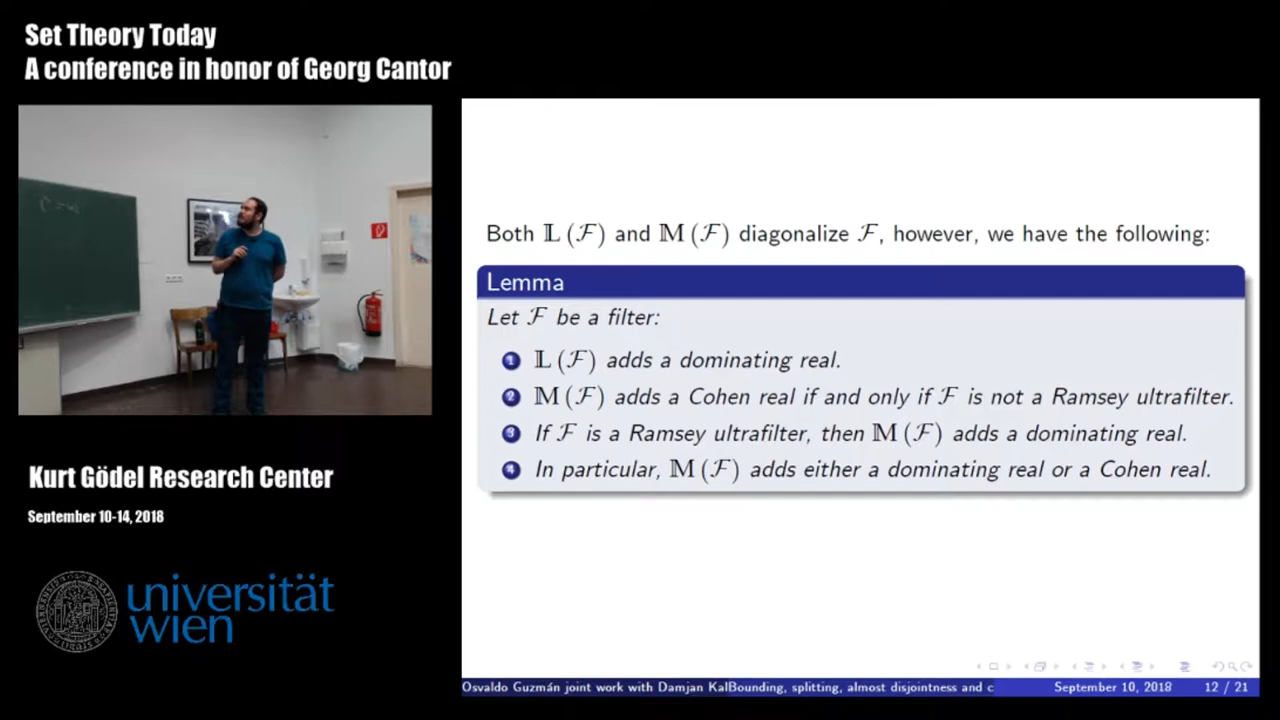 Set Theory Today
A conference in honor of Georg Cantor
Both 𝕃(ℱ) and 𝕄(ℱ) diagonalize ℱ, however, we have the following:
Lemma
Let ℱ be a filter:
1 𝕃(ℱ) adds a dominating real.
2 𝕄(ℱ) adds a Cohen real if and only if ℱ is not a Ramsey ultrafilter.
3 If ℱ is a Ramsey ultrafilter, then 𝕄(ℱ) adds a dominating real.
4 In particular, 𝕄(ℱ) adds either a dominating real or a Cohen real.
Kurt Gödel Research Center
September 10-14, 2018
universität
wien
Osvaldo Guzmán joint work with Damjan KalBounding, splitting, almost disjointness and c
September 10, 2018
12 / 21